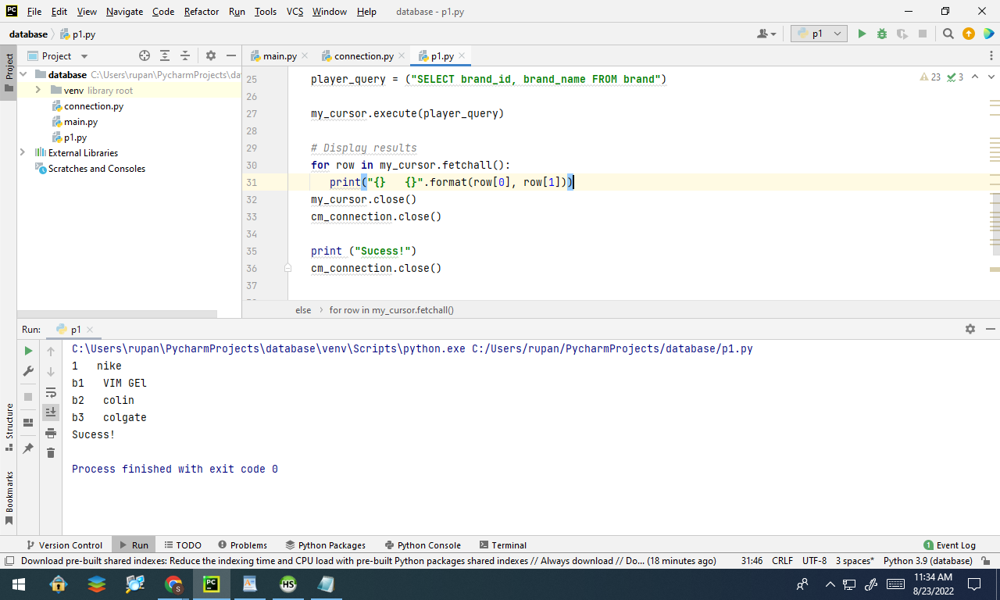 File Edit View Navigate Code Refactor Run Tools VCS Window Help database - p1.py
database p1.py p1
Project
Project main.py connection.py p1.py
database C:\Users\rupan\PycharmProjects\da
venv library root
connection.py
main.py
p1.py
External Libraries
Scratches and Consoles
25 player_query = ("SELECT brand_id, brand_name FROM brand")
23 3
26
27 my_cursor.execute(player_query)
28
29 # Display results
30 for row in my_cursor.fetchall():
31 print("{}   {}".format(row[0], row[1]))
32 my_cursor.close()
33 cm_connection.close()
34
35 print ("Sucess!")
36 cm_connection.close()
37
else for row in my_cursor.fetchall()
Run: p1
C:\Users\rupan\PycharmProjects\database\venv\Scripts\python.exe C:/Users/rupan/PycharmProjects/database/p1.py
1   nike
b1   VIM GEl
b2   colin
b3   colgate
Sucess!
Process finished with exit code 0
Structure
Bookmarks
Version Control Run TODO Problems Python Packages Python Console Terminal 1 Event Log
Download pre-built shared indexes: Reduce the indexing time and CPU load with pre-built Python packages shared indexes // Always download // Do... (18 minutes ago) 31:46 CRLF UTF-8 3 spaces* Python 3.9 (database)
PC S PC HS
11:34 AM
8/23/2022